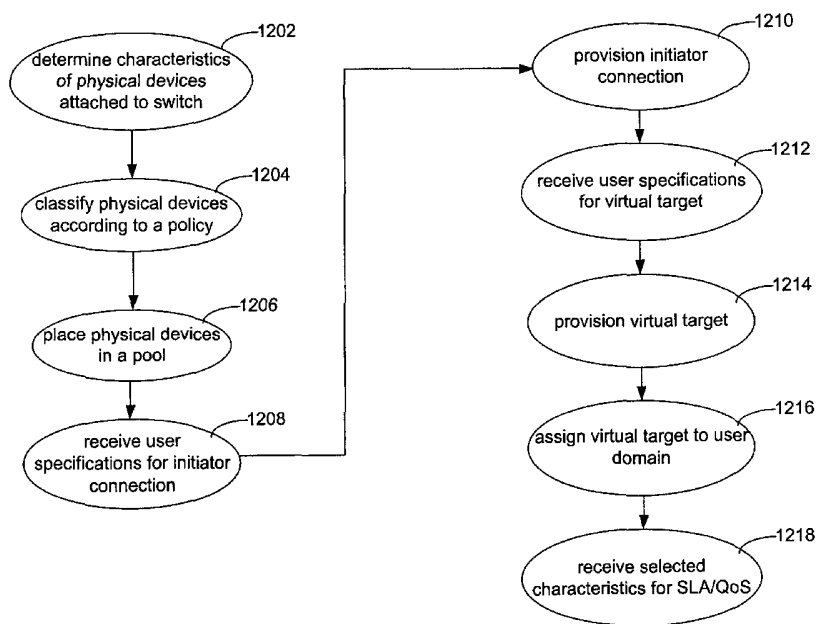 1202
determine characteristics
of physical devices
attached to switch
1204
classify physical devices
according to a policy
1206
place physical devices
in a pool
1208
receive user
specifications for initiator
connection
1210
provision initiator
connection
1212
receive user specifications
for virtual target
1214
provision virtual target
1216
assign virtual target to user
domain
1218
receive selected
characteristics for SLA/QoS